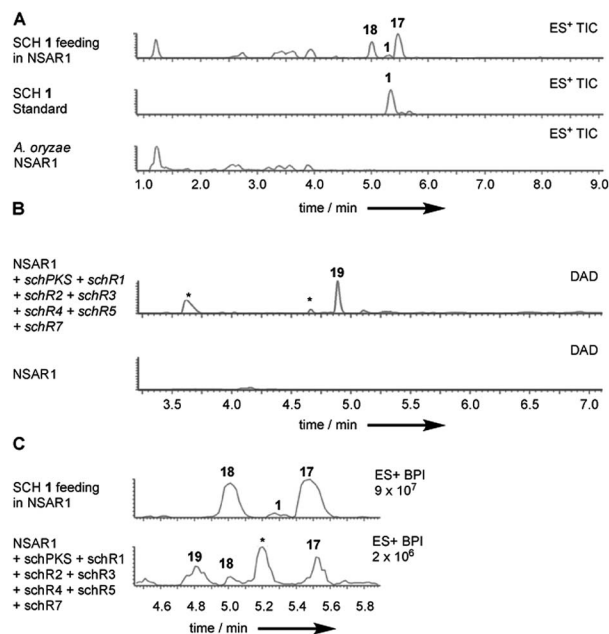 A
SCH 1 feeding
in NSAR1
18
1
17
ES+ TIC
SCH 1
Standard
1
ES+ TIC
A. oryzae
NSAR1
ES+ TIC
1.0 2.0 3.0 4.0 5.0 6.0 7.0 8.0 9.0
time / min
B
NSAR1
+ schPKS + schR1
+ schR2 + schR3
+ schR4 + schR5
+ schR7
*
*
19
DAD
NSAR1
DAD
3.5 4.0 4.5 5.0 5.5 6.0 6.5 7.0
time / min
C
SCH 1 feeding
in NSAR1
18
1
17
ES+ BPI
9 x 10⁷
NSAR1
+ schPKS + schR1
+ schR2 + schR3
+ schR4 + schR5
+ schR7
19
18
*
17
ES+ BPI
2 x 10⁶
4.6 4.8 5.0 5.2 5.4 5.6 5.8
time / min